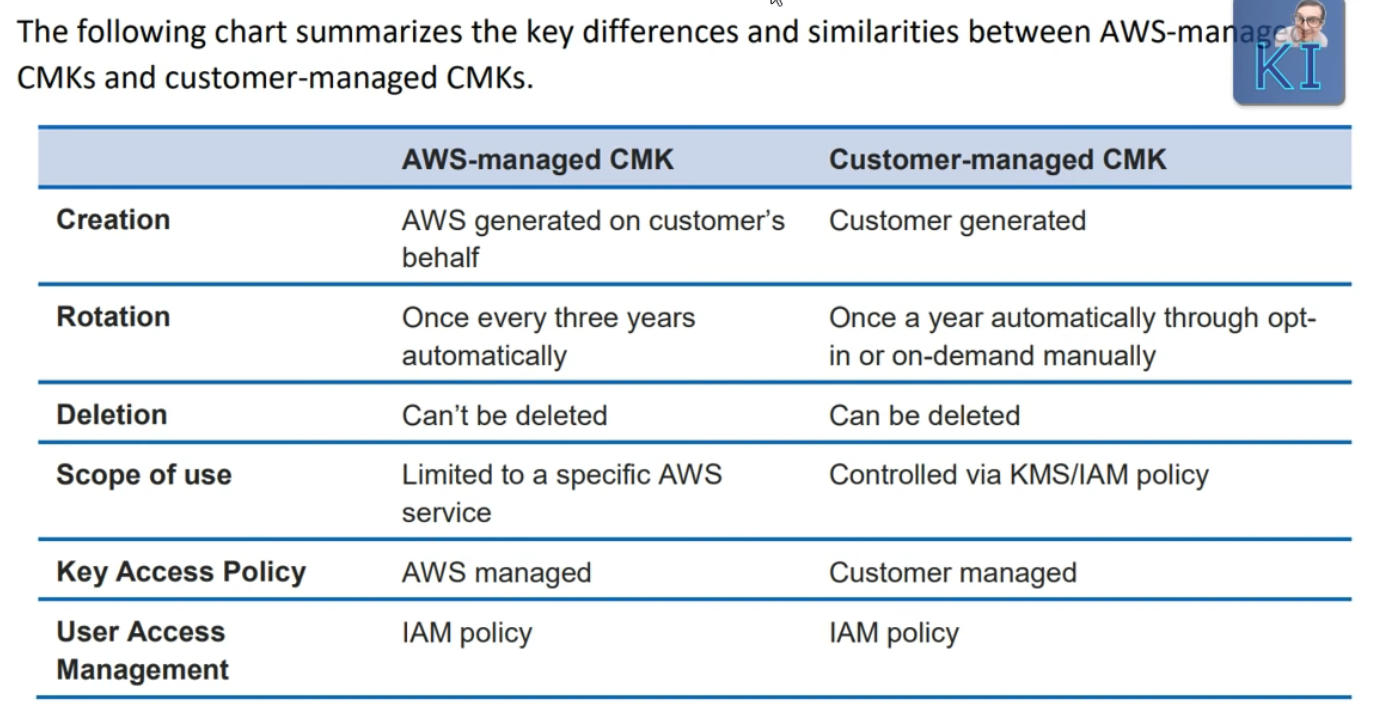 The following chart summarizes the key differences and similarities between AWS-managed
CMKs and customer-managed CMKs.
KI
AWS-managed CMK Customer-managed CMK
Creation AWS generated on customer’s Customer generated
behalf
Rotation Once every three years Once a year automatically through opt-
automatically in or on-demand manually
Deletion Can’t be deleted Can be deleted
Scope of use Limited to a specific AWS Controlled via KMS/IAM policy
service
Key Access Policy AWS managed Customer managed
User Access IAM policy IAM policy
Management